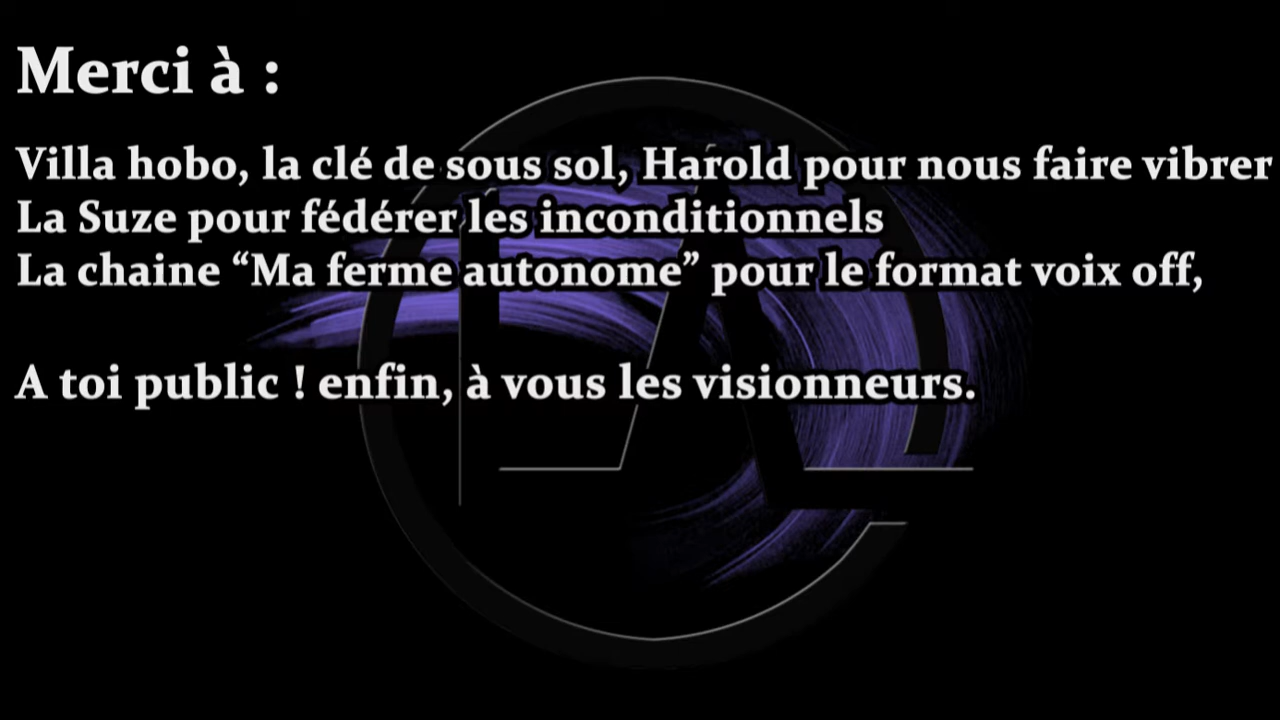 Merci à :
Villa hobo, la clé de sous sol, Harold pour nous faire vibrer
La Suze pour fédérer les inconditionnels
La chaine “Ma ferme autonome” pour le format voix off,
A toi public ! enfin, à vous les visionneurs.